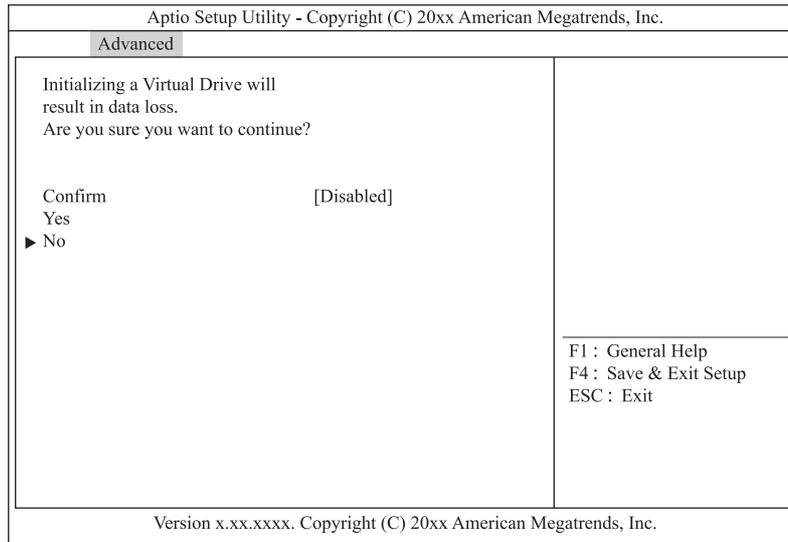 Aptio Setup Utility - Copyright (C) 20xx American Megatrends, Inc.
Advanced
Initializing a Virtual Drive will
result in data loss.
Are you sure you want to continue?
Confirm [Disabled]
Yes
▶ No
F1 : General Help
F4 : Save & Exit Setup
ESC : Exit
Version x.xx.xxxx. Copyright (C) 20xx American Megatrends, Inc.